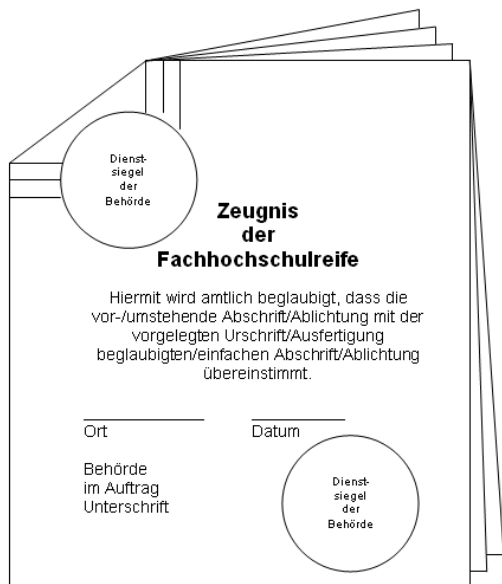 Dienst-
siegel
der
Behörde
Zeugnis
der
Fachhochschulreife
Hiermit wird amtlich beglaubigt, dass die
vor-/umstehende Abschrift/Ablichtung mit der
vorgelegten Urschrift/Ausfertigung
beglaubigten/einfachen Abschrift/Ablichtung
übereinstimmt.
Ort
Datum
Behörde
im Auftrag
Unterschrift
Dienst-
siegel
der
Behörde